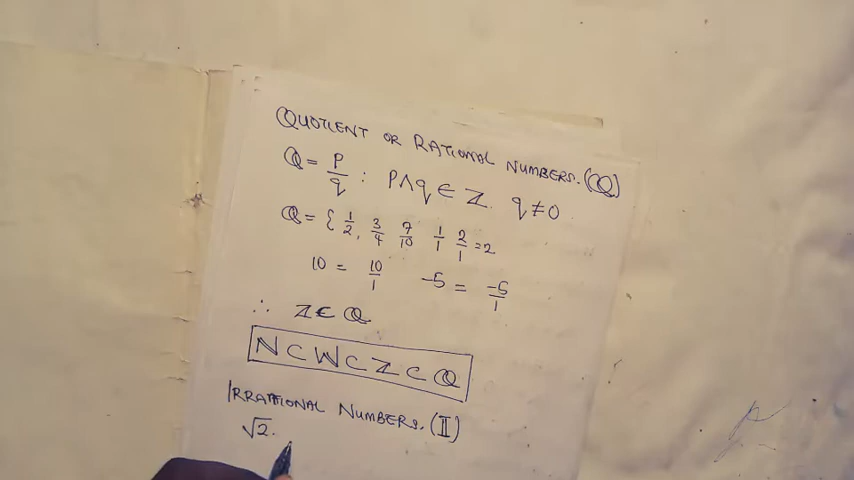 QUOTIENT OR RATIONAL NUMBERS. (ℚ)
ℚ = p/q : p∧q ∈ ℤ. q≠0
ℚ = { 1/2, 3/4 7/10 1/1 2/1 = 2
10 = 10/1 -5 = -5/1
∴ ℤ ∈ ℚ
ℕ ⊂ W ⊂ ℤ ⊂ ℚ
IRRATIONAL NUMBERS. (𝕀)
√2.